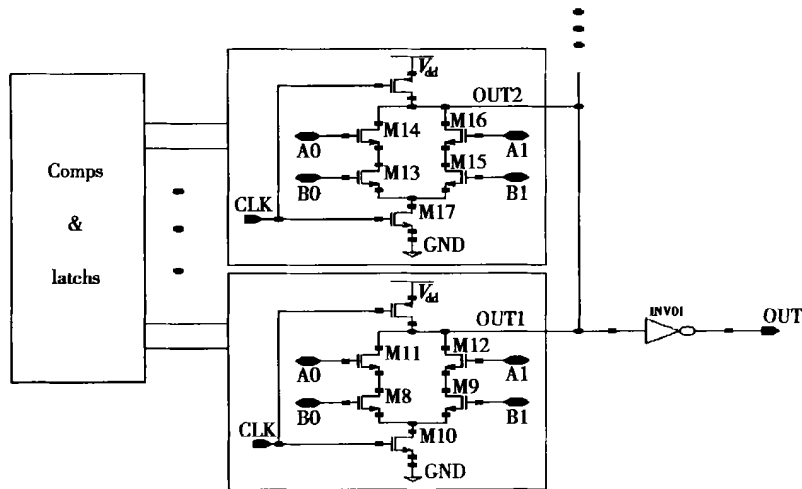 Comps
&
latchs
Vdd
OUT2
M14
M16
A0
A1
M13
M15
B0
B1
CLK
M17
GND
Vdd
OUT1
INV01
OUT
M11
M12
A0
A1
M8
M9
B0
B1
CLK
M10
GND